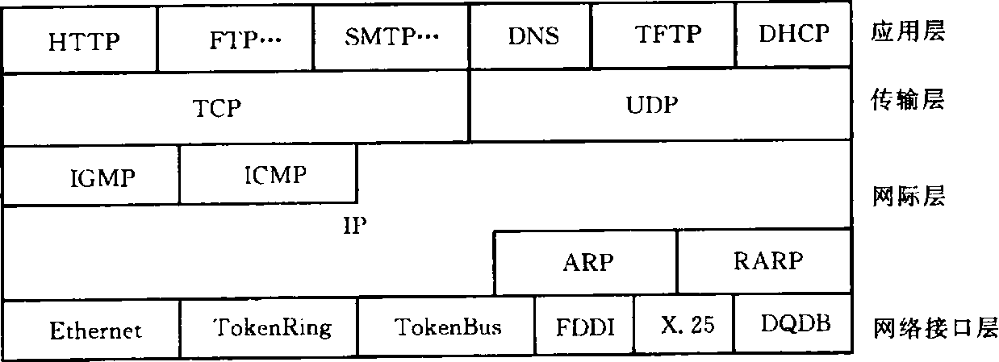 HTTP FTP… SMTP… DNS TFTP DHCP 应用层
TCP UDP 传输层
IGMP ICMP 网际层
IP
ARP RARP
Ethernet TokenRing TokenBus FDDI X.25 DQDB 网络接口层